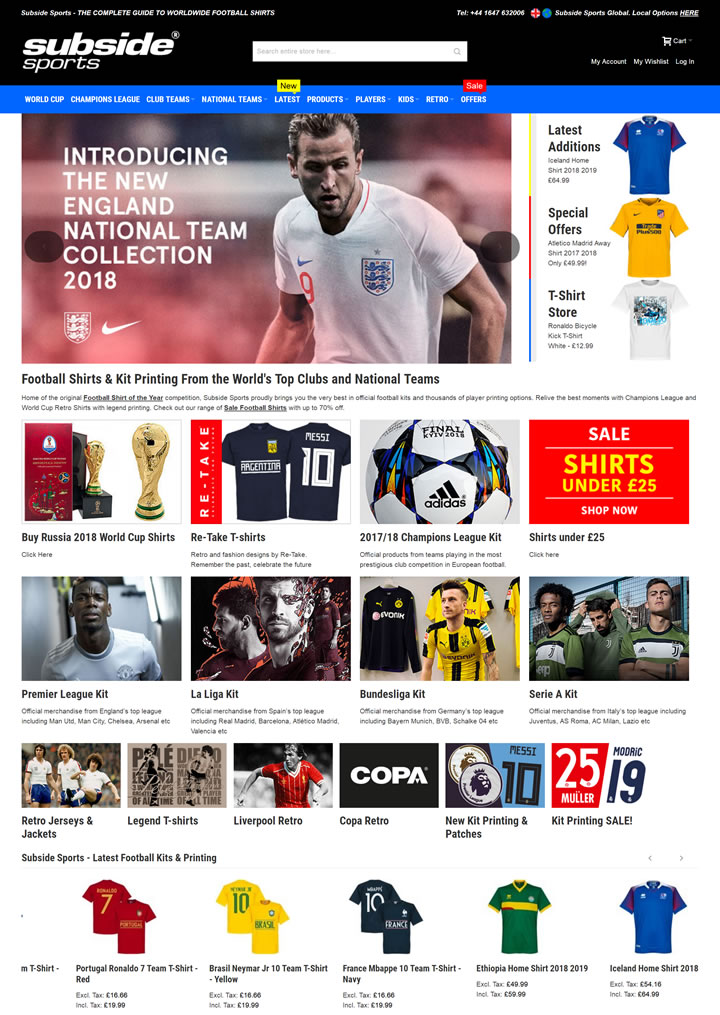 Subside Sports - THE COMPLETE GUIDE TO WORLDWIDE FOOTBALL SHIRTS
Tel: +44 1647 632006
Subside Sports Global. Local Options HERE
subside®
sports
Search entire store here...
Cart
My Account My Wishlist Log In
New
Sale
WORLD CUP CHAMPIONS LEAGUE CLUB TEAMS NATIONAL TEAMS LATEST PRODUCTS PLAYERS KIDS RETRO OFFERS
INTRODUCING
THE NEW
ENGLAND
NATIONAL TEAM
COLLECTION
2018
9
Latest
Additions
Iceland Home
Shirt 2018 2019
£64.99
Special
Offers
Atletico Madrid Away
Shirt 2017 2018
Only £49.99!
Plus500
T-Shirt
Store
Ronaldo Bicycle
Kick T-Shirt
White - £12.99
Football Shirts & Kit Printing From the World's Top Clubs and National Teams
Home of the original Football Shirt of the Year competition, Subside Sports proudly brings you the very best in official football kits and thousands of player printing options. Relive the best moments with Champions League and
World Cup Retro Shirts with legend printing. Check out our range of Sale Football Shirts with up to 70% off.
RE-TAKE
ARGENTINA
MESSI
10
FINAL
KYIV 2018
adidas
SALE
SHIRTS
UNDER £25
SHOP NOW
Buy Russia 2018 World Cup Shirts
Click Here
Re-Take T-shirts
Retro and fashion designs by Re-Take.
Remember the past, celebrate the future
2017/18 Champions League Kit
Official products from teams playing in the most
prestigious club competition in European football.
Shirts under £25
Click here
EVONIK
EVONIK
Jeep
Premier League Kit
Official merchandise from England's top league
including Man Utd, Man City, Chelsea, Arsenal etc
La Liga Kit
Official merchandise from Spain's top league
including Real Madrid, Barcelona, Atlético Madrid,
Valencia etc
Bundesliga Kit
Official merchandise from Germany's top league
including Bayern Munich, BVB, Schalke 04 etc
Serie A Kit
Official merchandise from Italy's top league including
Juventus, AS Roma, AC Milan, Lazio etc
PELÉ
DIEGO
COPA
MESSI
10
25
MULLER
MODRIĆ
19
Retro Jerseys &
Jackets
Legend T-shirts
Liverpool Retro
Copa Retro
New Kit Printing &
Patches
Kit Printing SALE!
Subside Sports - Latest Football Kits & Printing
RONALDO
7
PORTUGAL
NEYMAR JR
10
BRASIL
MBAPPE
10
FRANCE
m T-Shirt -
Portugal Ronaldo 7 Team T-Shirt -
Red
Excl. Tax: £16.66
Incl. Tax: £19.99
Brasil Neymar Jr 10 Team T-Shirt
- Yellow
Excl. Tax: £16.66
Incl. Tax: £19.99
France Mbappe 10 Team T-Shirt -
Navy
Excl. Tax: £16.66
Incl. Tax: £19.99
Ethiopia Home Shirt 2018 2019
Excl. Tax: £49.99
Incl. Tax: £59.99
Iceland Home Shirt 2018
Excl. Tax: £54.16
Incl. Tax: £64.99